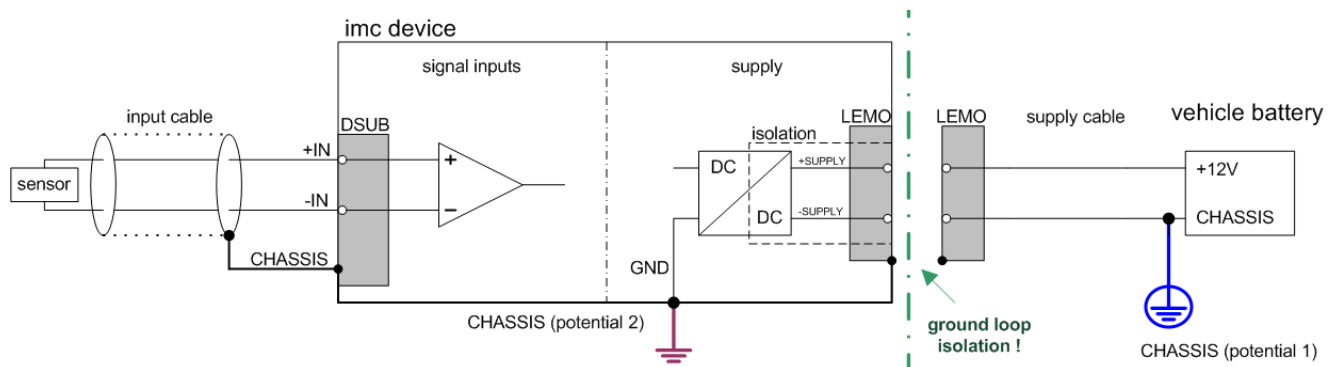 imc device
signal inputs
supply
input cable
DSUB
LEMO
LEMO
supply cable
vehicle battery
isolation
+IN
+
DC
+SUPPLY
+12V
sensor
-IN
−
DC
-SUPPLY
CHASSIS
CHASSIS
GND
CHASSIS (potential 2)
ground loop
isolation !
CHASSIS (potential 1)